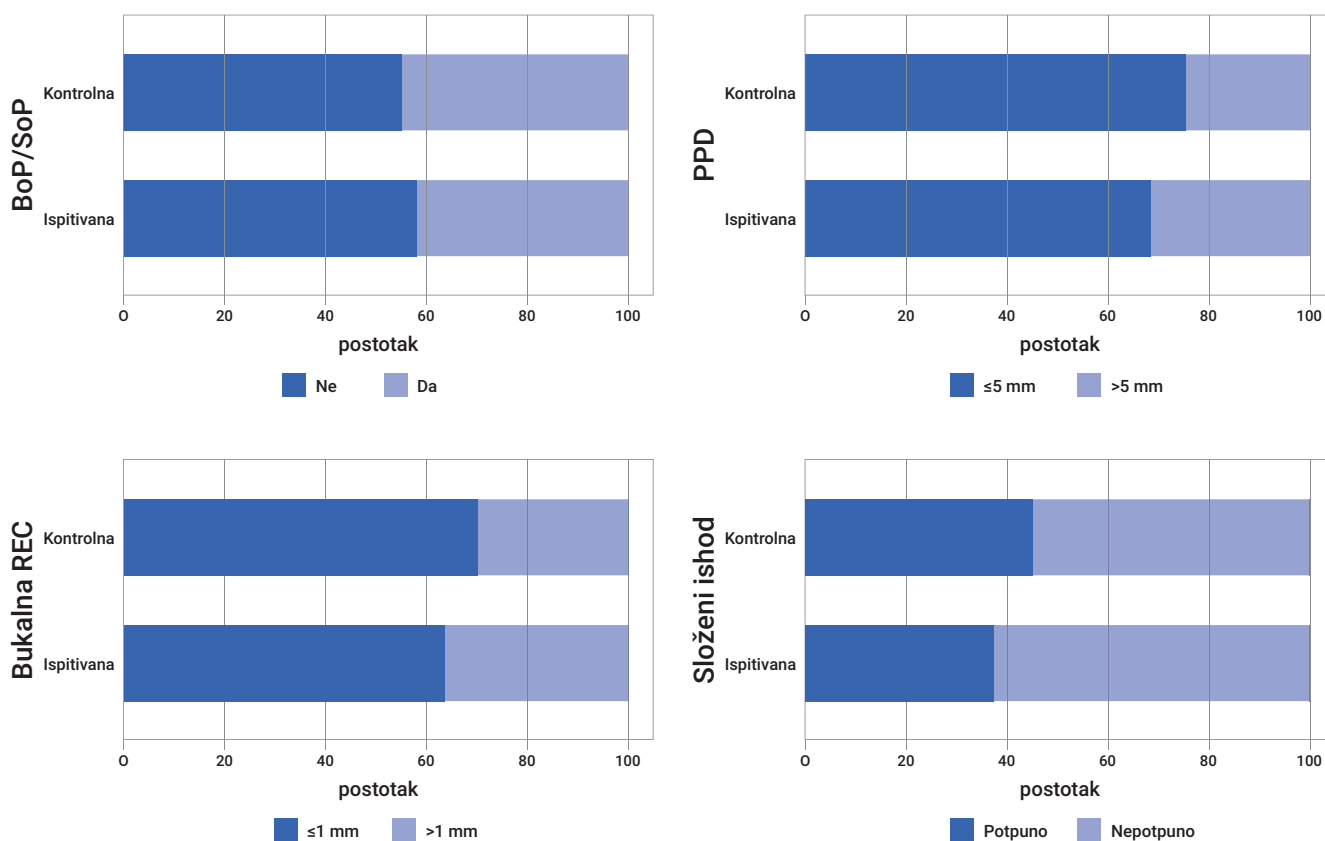 BoP/SoP
Kontrolna
Ispitivana
0 20 40 60 80 100
postotak
Ne Da
PPD
Kontrolna
Ispitivana
0 20 40 60 80 100
postotak
≤5 mm >5 mm
Bukalna REC
Kontrolna
Ispitivana
0 20 40 60 80 100
postotak
≤1 mm >1 mm
Složeni ishod
Kontrolna
Ispitivana
0 20 40 60 80 100
postotak
Potpuno Nepotpuno